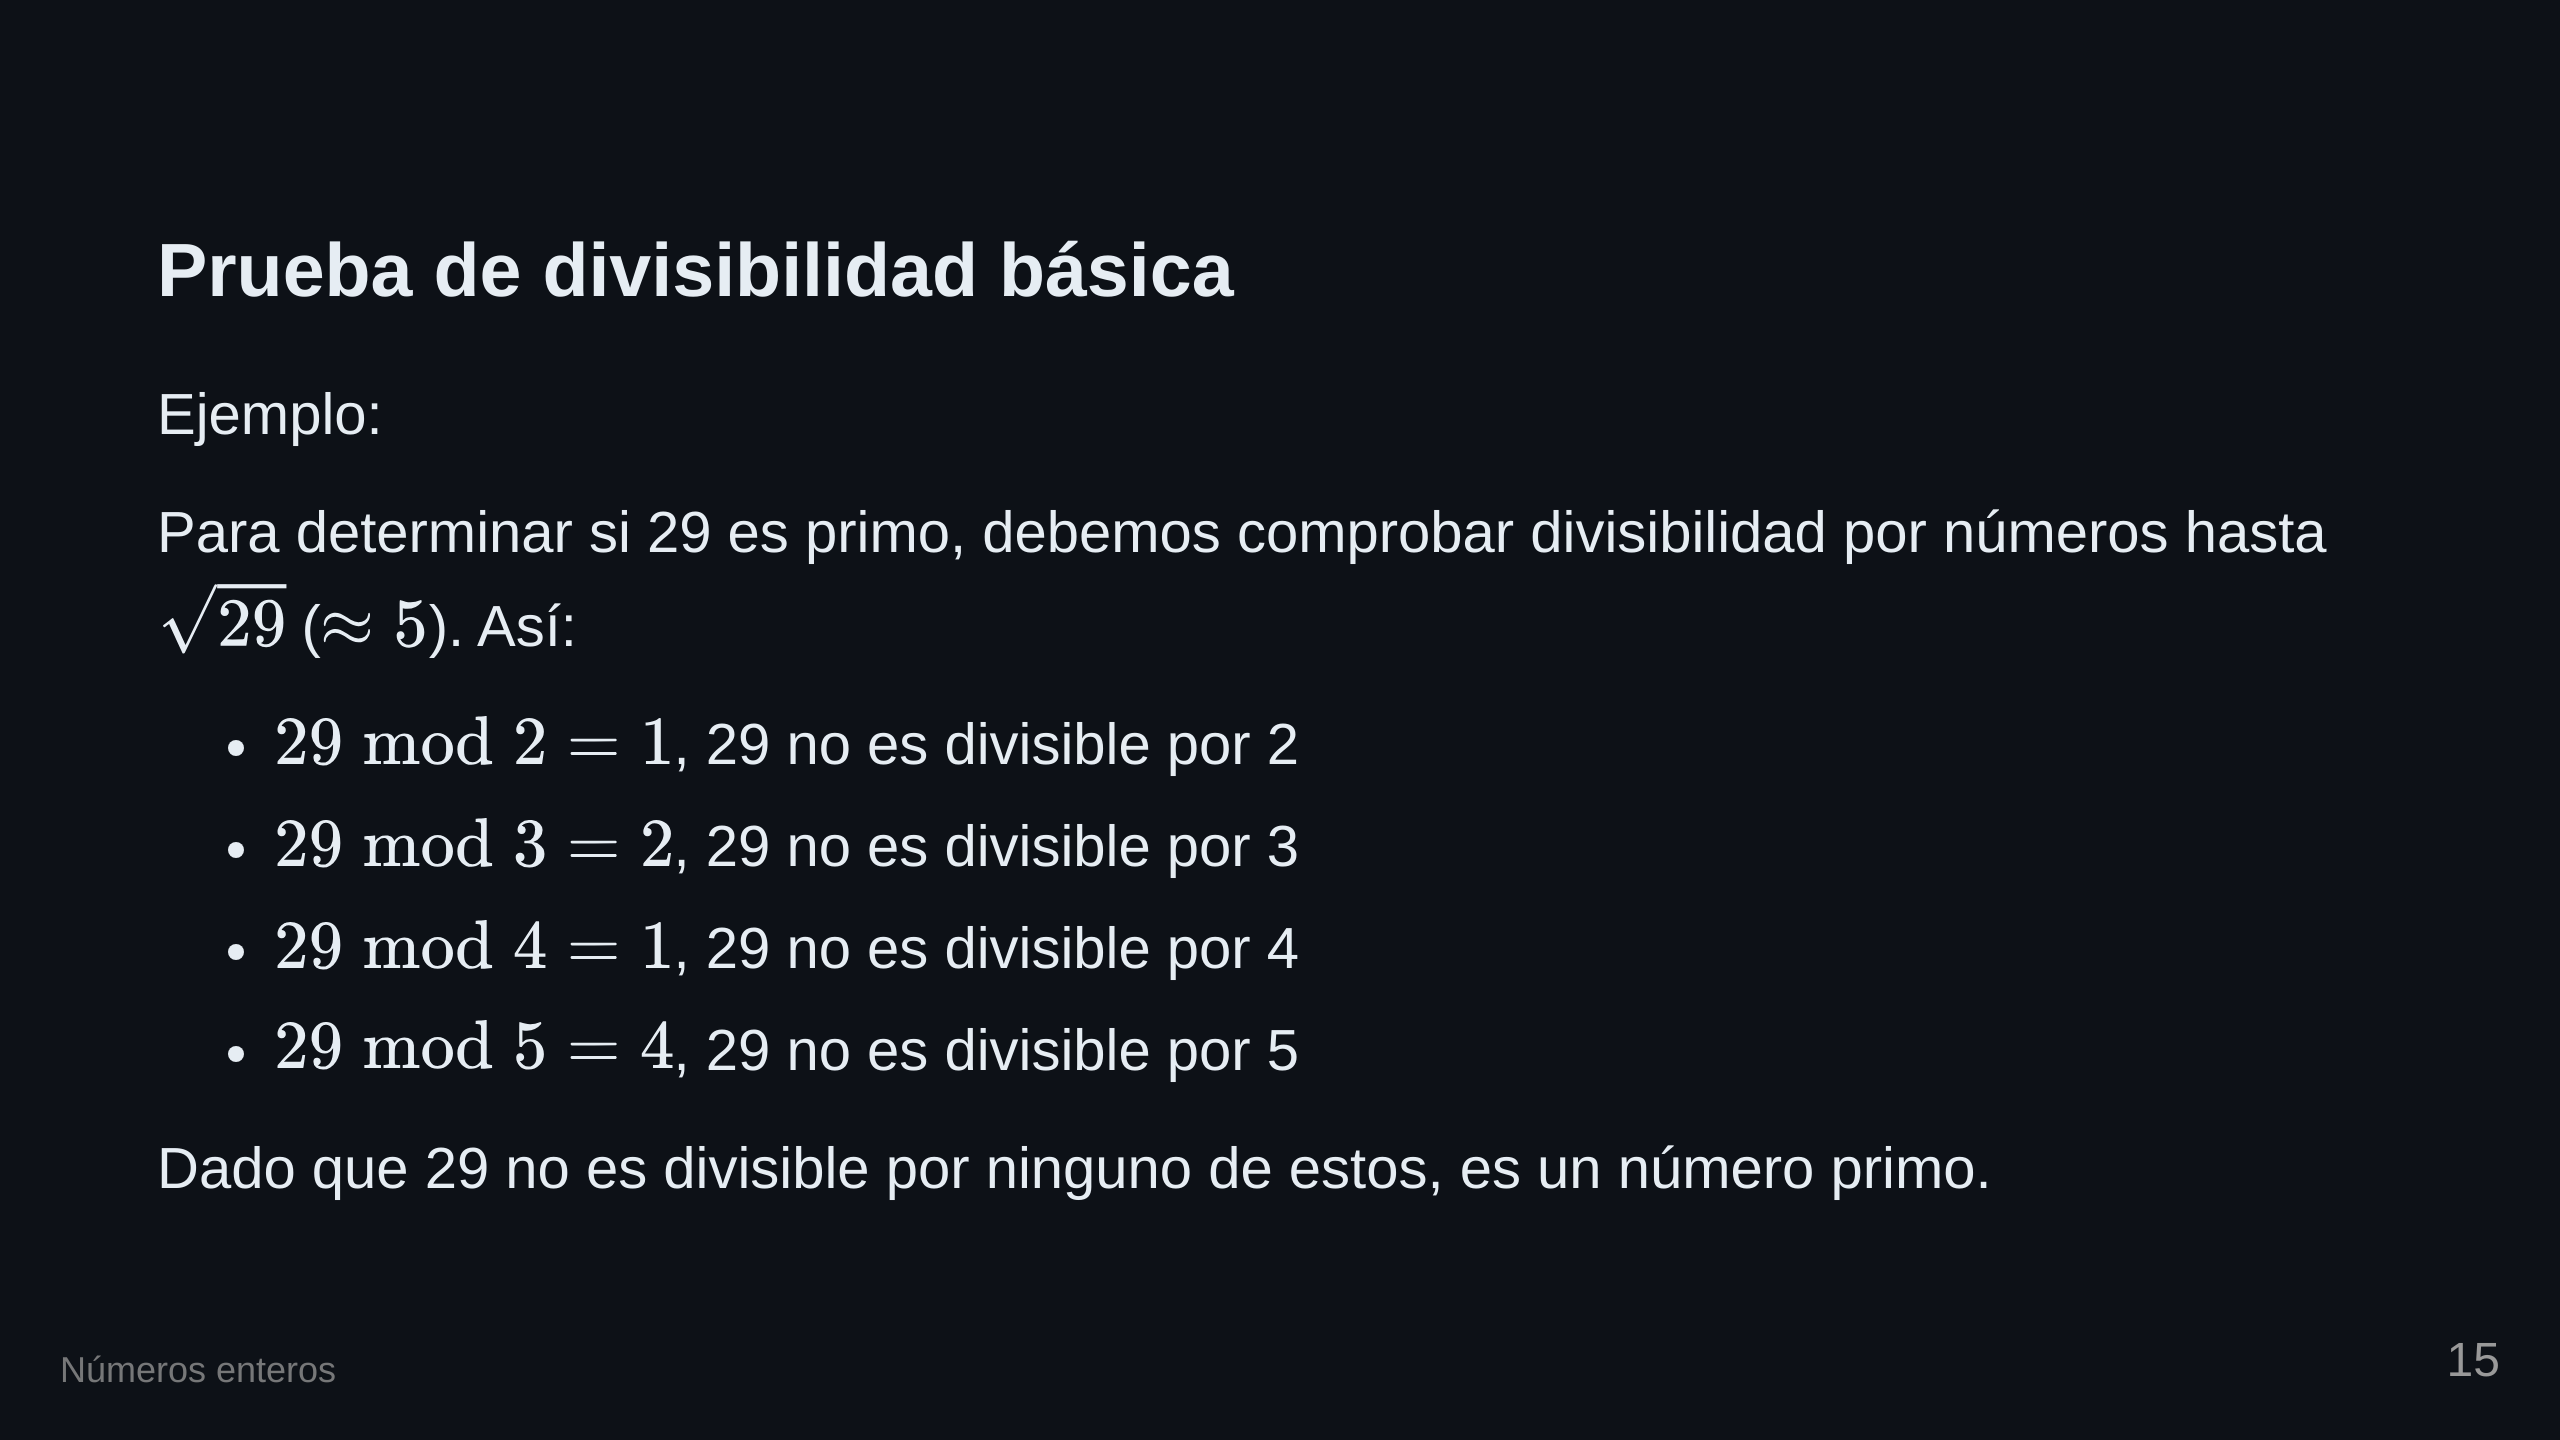 Prueba de divisibilidad básica
Ejemplo:
Para determinar si 29 es primo, debemos comprobar divisibilidad por números hasta
√29 (≈ 5). Así:
• 29 mod 2 = 1, 29 no es divisible por 2
• 29 mod 3 = 2, 29 no es divisible por 3
• 29 mod 4 = 1, 29 no es divisible por 4
• 29 mod 5 = 4, 29 no es divisible por 5
Dado que 29 no es divisible por ninguno de estos, es un número primo.
Números enteros
15